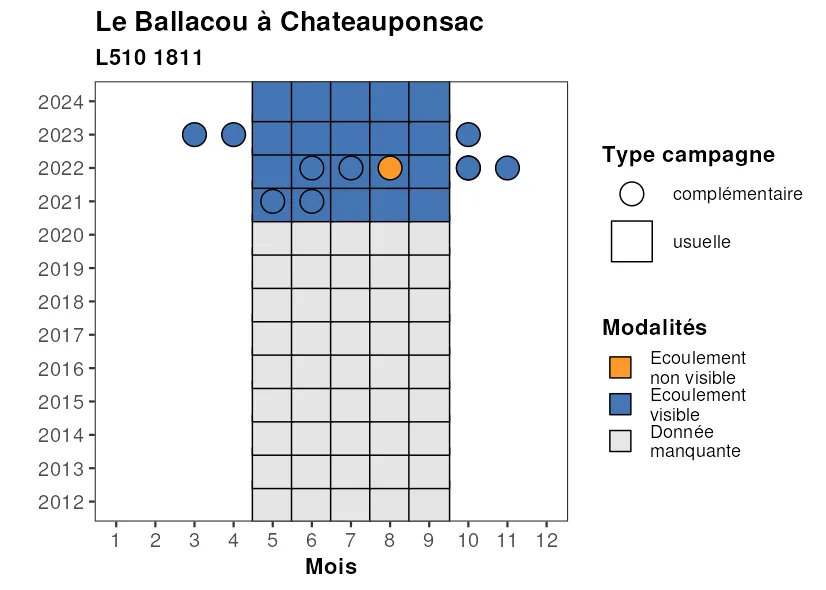 Le Ballacou à Chateauponsac
L510 1811
2024
2023
2022
2021
2020
2019
2018
2017
2016
2015
2014
2013
2012
1 2 3 4 5 6 7 8 9 10 11 12
Mois
Type campagne
complémentaire
usuelle
Modalités
Ecoulement
non visible
Ecoulement
visible
Donnée
manquante